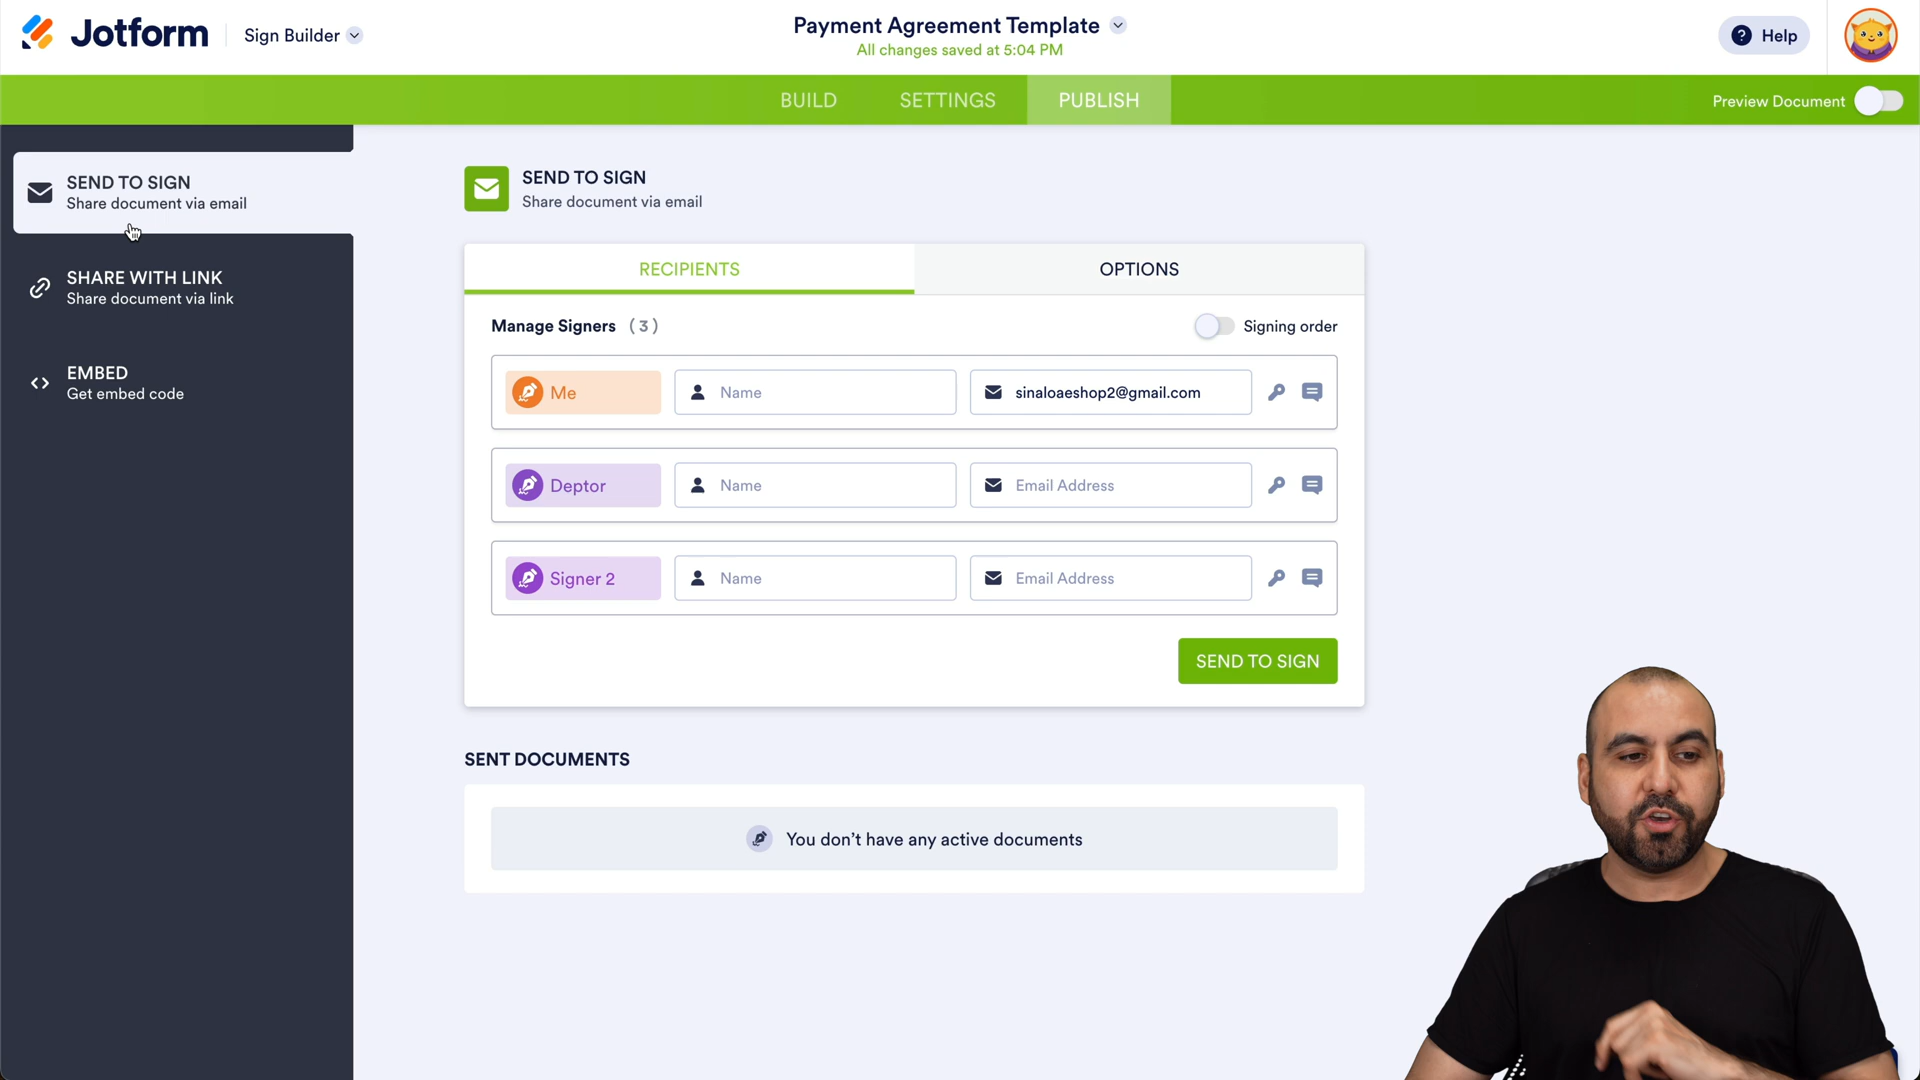 Jotform
Sign Builder
Payment Agreement Template
All changes saved at 5:04 PM
? Help
BUILD
SETTINGS
PUBLISH
Preview Document
SEND TO SIGN
Share document via email
SHARE WITH LINK
Share document via link
EMBED
Get embed code
SEND TO SIGN
Share document via email
RECIPIENTS
OPTIONS
Manage Signers (3)
Signing order
Me
Name
sinaloaeshop2@gmail.com
Deptor
Name
Email Address
Signer 2
Name
Email Address
SEND TO SIGN
SENT DOCUMENTS
You don't have any active documents